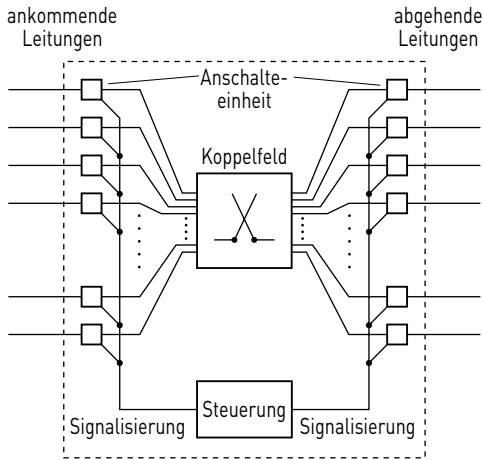 ankommende
Leitungen
abgehende
Leitungen
Anschalte-
einheit
Koppelfeld
Steuerung
Signalisierung
Signalisierung